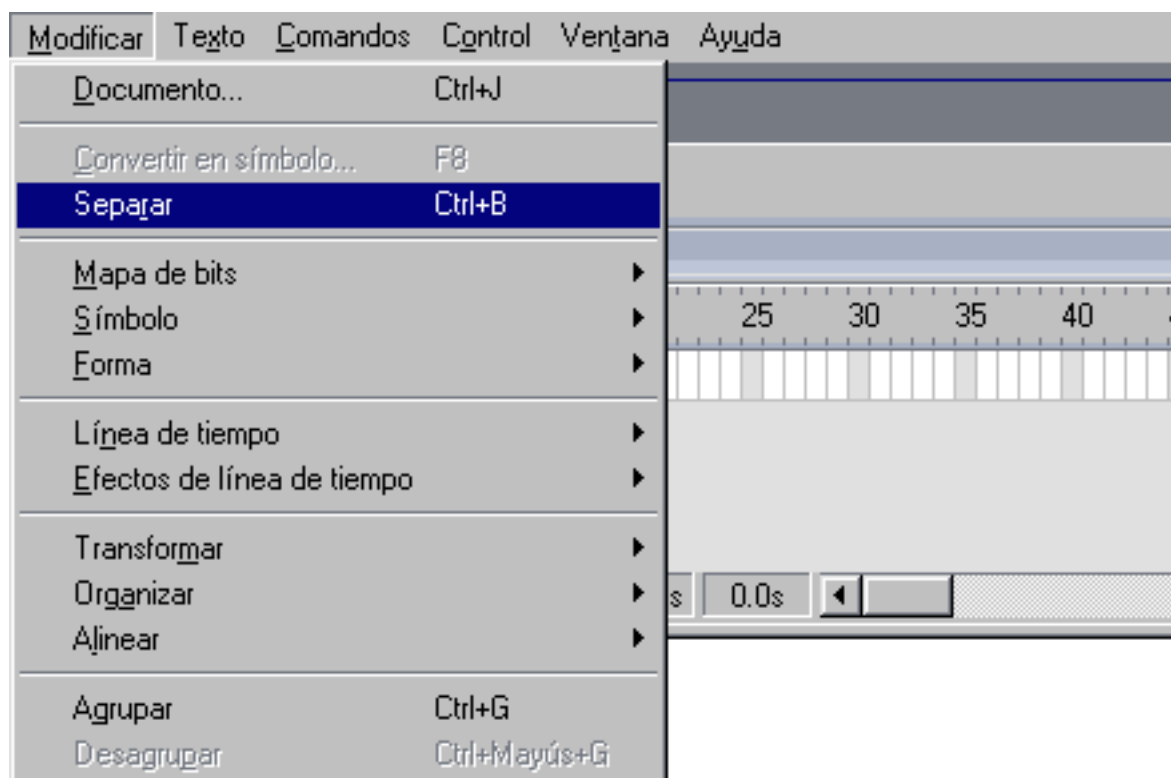 Modificar Texto Comandos Control Ventana Ayuda
Documento... Ctrl+J
Convertir en símbolo... F8
Separar Ctrl+B
Mapa de bits
Símbolo
25 30 35 40
Forma
Línea de tiempo
Efectos de línea de tiempo
Transformar
Organizar
s 0.0s
Alinear
Agrupar Ctrl+G
Desagrupar Ctrl+Mayús+G